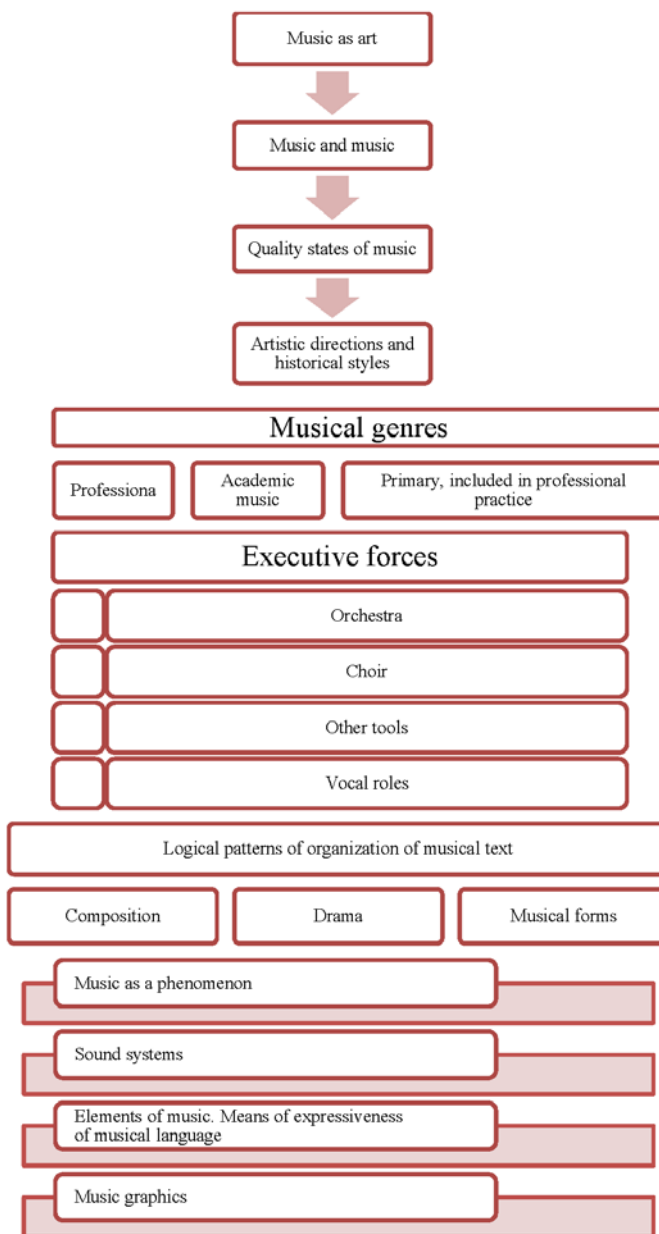 Music as art
Music and music
Quality states of music
Artistic directions and
historical styles
Musical genres
Professiona
Academic
music
Primary, included in professional
practice
Executive forces
Orchestra
Choir
Other tools
Vocal roles
Logical patterns of organization of musical text
Composition
Drama
Musical forms
Music as a phenomenon
Sound systems
Elements of music. Means of expressiveness
of musical language
Music graphics